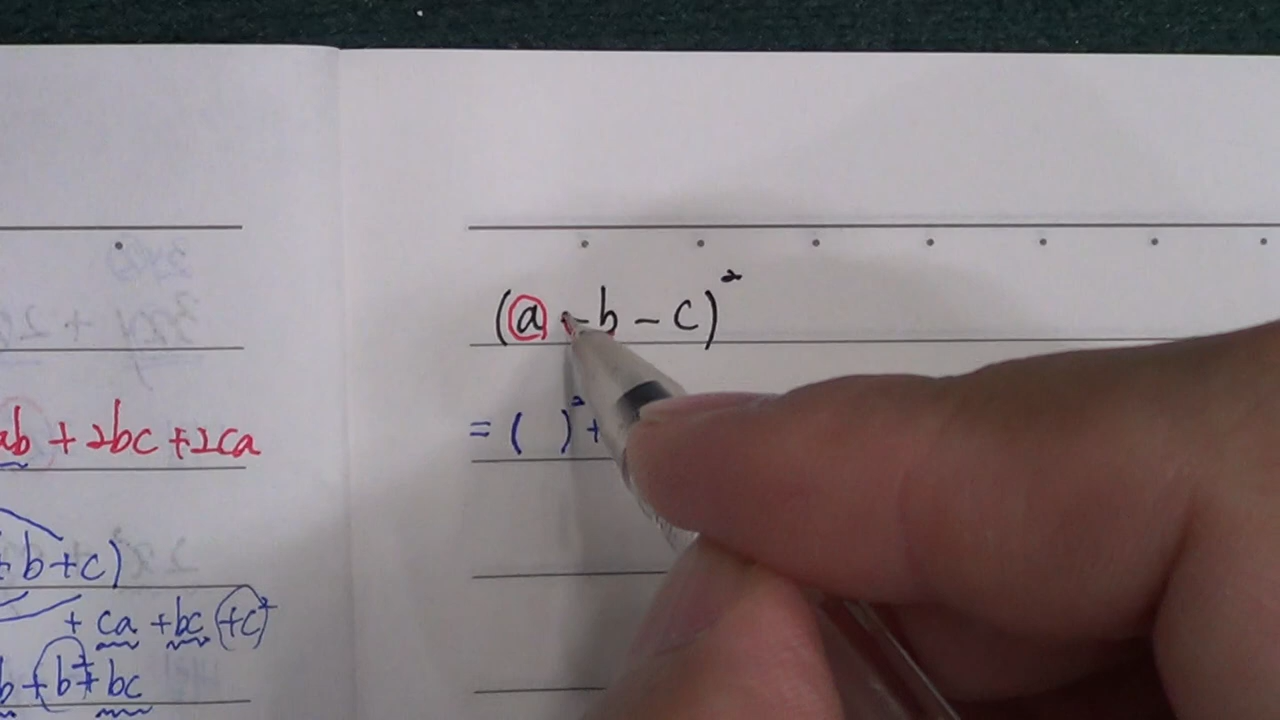 ab + 2bc + 2ca
+ b + c)
+ ca + bc + c²
b + b² + bc
(a - b - c)²
= ( )² +